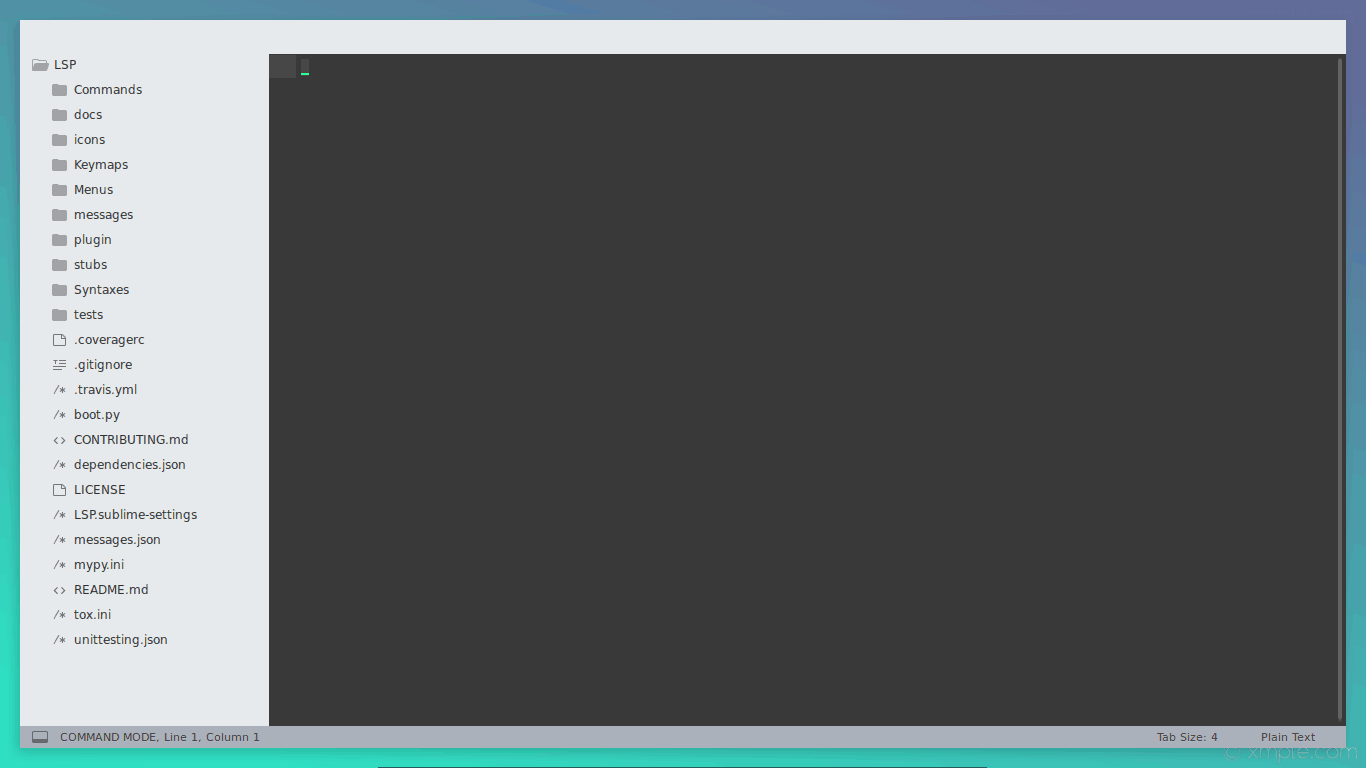 LSP
Commands
docs
icons
Keymaps
Menus
messages
plugin
stubs
Syntaxes
tests
.coveragerc
.gitignore
/* .travis.yml
/* boot.py
<> CONTRIBUTING.md
/* dependencies.json
LICENSE
/* LSP.sublime-settings
/* messages.json
/* mypy.ini
<> README.md
/* tox.ini
/* unittesting.json
COMMAND MODE, Line 1, Column 1 Tab Size: 4 Plain Text
© xmple.com